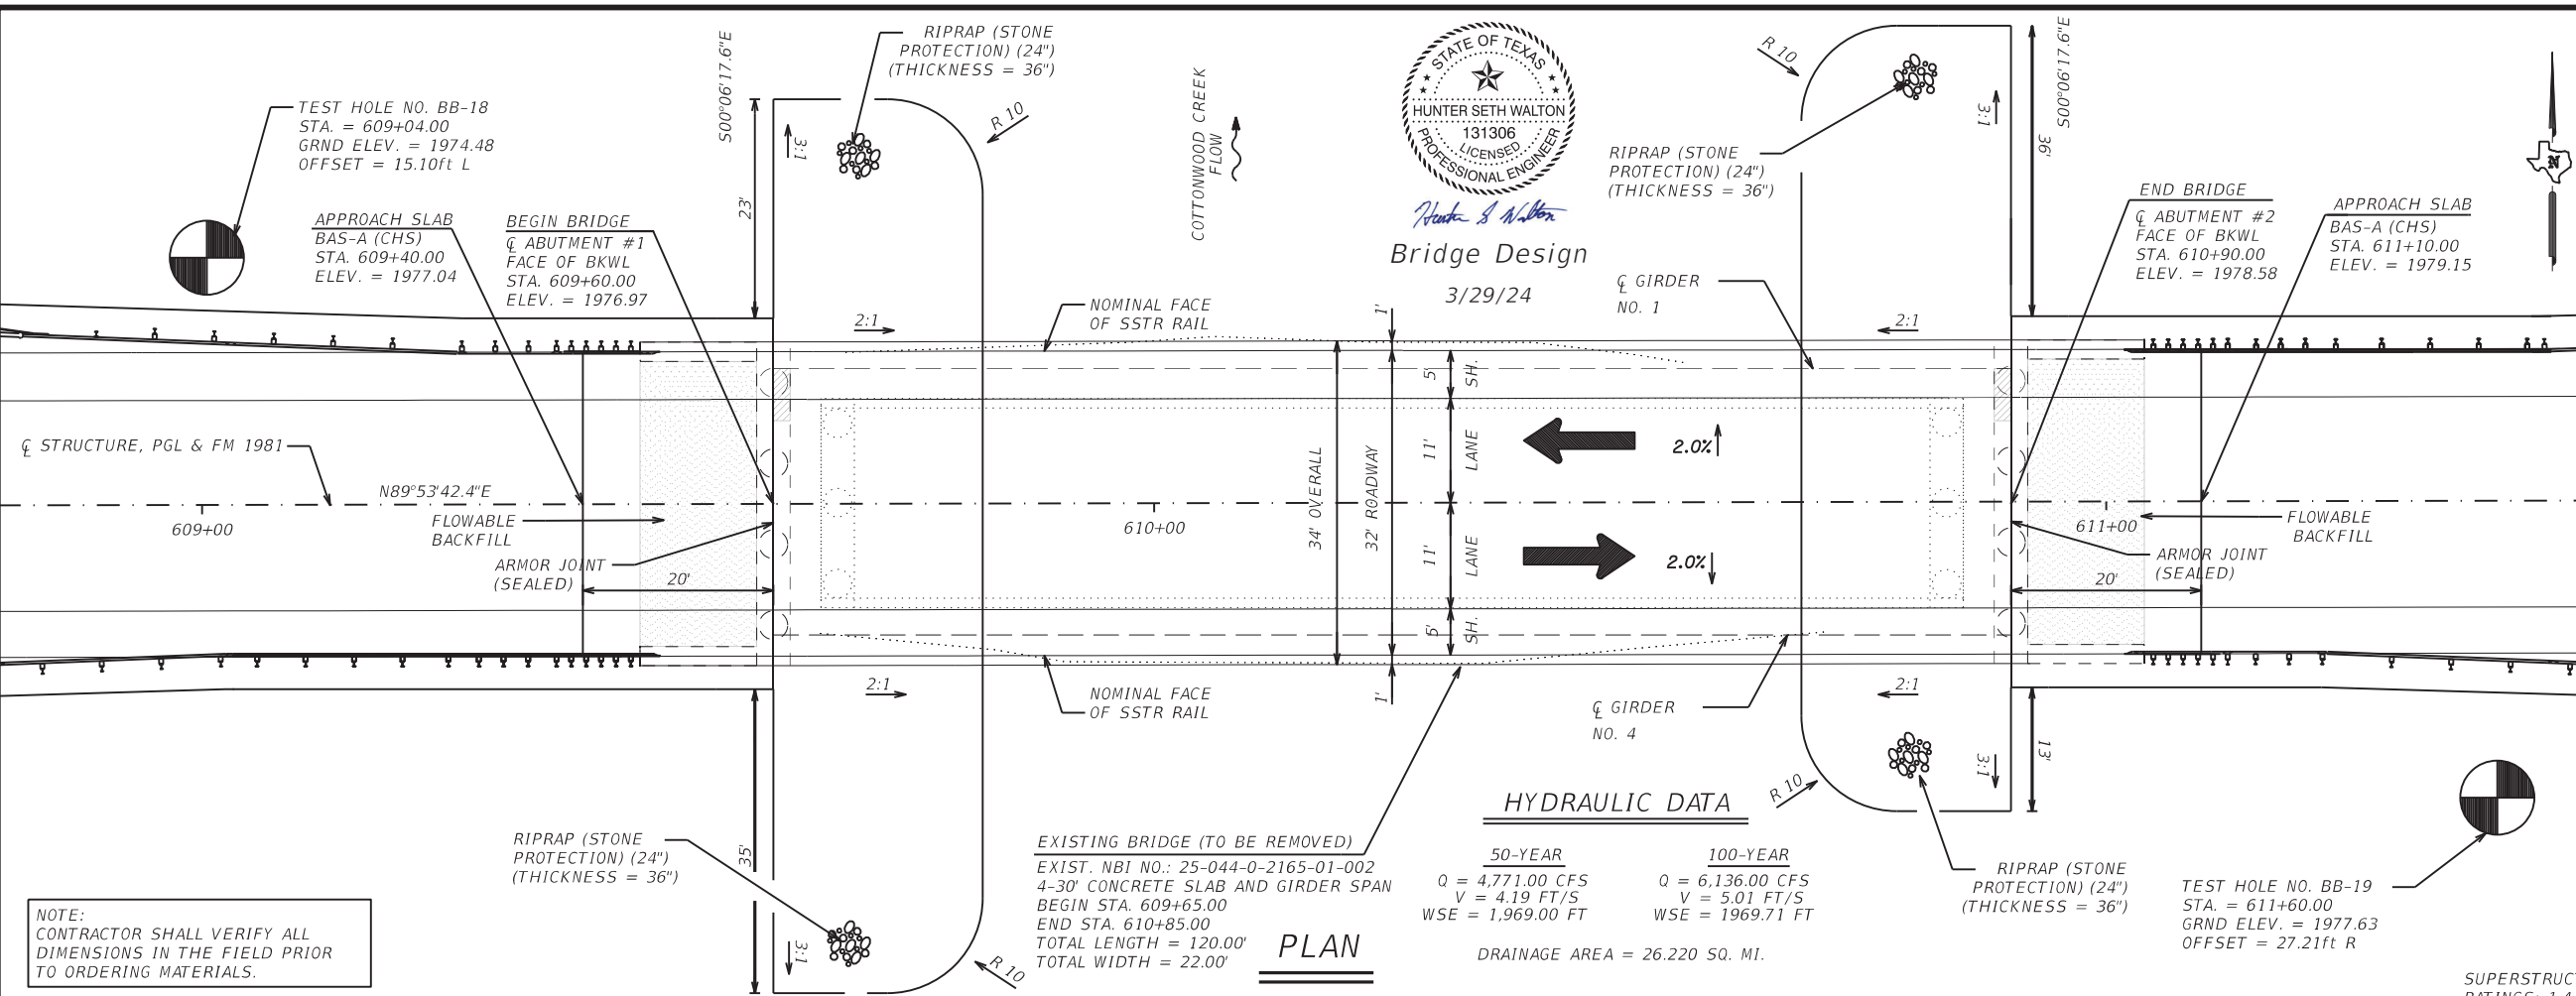 RIPRAP (STONE
PROTECTION) (24")
(THICKNESS = 36")
S00°06'17.6"E
TEST HOLE NO. BB-18
STA. = 609+04.00
GRND ELEV. = 1974.48
OFFSET = 15.10ft L
R 10
3:1
23'
COTTONWOOD CREEK
FLOW
STATE OF TEXAS
HUNTER SETH WALTON
131306
LICENSED
PROFESSIONAL ENGINEER
Hunter S Walton
Bridge Design
3/29/24
R 10
RIPRAP (STONE
PROTECTION) (24")
(THICKNESS = 36")
3:1
36'
S00°06'17.6"E
N
APPROACH SLAB
BAS-A (CHS)
STA. 609+40.00
ELEV. = 1977.04
BEGIN BRIDGE
℄ ABUTMENT #1
FACE OF BKWL
STA. 609+60.00
ELEV. = 1976.97
END BRIDGE
℄ ABUTMENT #2
FACE OF BKWL
STA. 610+90.00
ELEV. = 1978.58
APPROACH SLAB
BAS-A (CHS)
STA. 611+10.00
ELEV. = 1979.15
2:1
NOMINAL FACE
OF SSTR RAIL
1'
℄ GIRDER
NO. 1
2:1
5'
SH.
℄ STRUCTURE, PGL & FM 1981
N89°53'42.4"E
609+00
FLOWABLE
BACKFILL
ARMOR JOINT
(SEALED)
20'
610+00
34' OVERALL
32' ROADWAY
11'
LANE
2.0%
11'
LANE
2.0%
5'
SH.
611+00
FLOWABLE
BACKFILL
ARMOR JOINT
(SEALED)
20'
2:1
NOMINAL FACE
OF SSTR RAIL
1'
℄ GIRDER
NO. 4
2:1
13'
3:1
R 10
RIPRAP (STONE
PROTECTION) (24")
(THICKNESS = 36")
35'
3:1
R 10
NOTE:
CONTRACTOR SHALL VERIFY ALL
DIMENSIONS IN THE FIELD PRIOR
TO ORDERING MATERIALS.
EXISTING BRIDGE (TO BE REMOVED)
EXIST. NBI NO.: 25-044-0-2165-01-002
4-30' CONCRETE SLAB AND GIRDER SPAN
BEGIN STA. 609+65.00
END STA. 610+85.00
TOTAL LENGTH = 120.00'
TOTAL WIDTH = 22.00'
PLAN
HYDRAULIC DATA
50-YEAR
Q = 4,771.00 CFS
V = 4.19 FT/S
WSE = 1,969.00 FT
100-YEAR
Q = 6,136.00 CFS
V = 5.01 FT/S
WSE = 1969.71 FT
DRAINAGE AREA = 26.220 SQ. MI.
RIPRAP (STONE
PROTECTION) (24")
(THICKNESS = 36")
TEST HOLE NO. BB-19
STA. = 611+60.00
GRND ELEV. = 1977.63
OFFSET = 27.21ft R